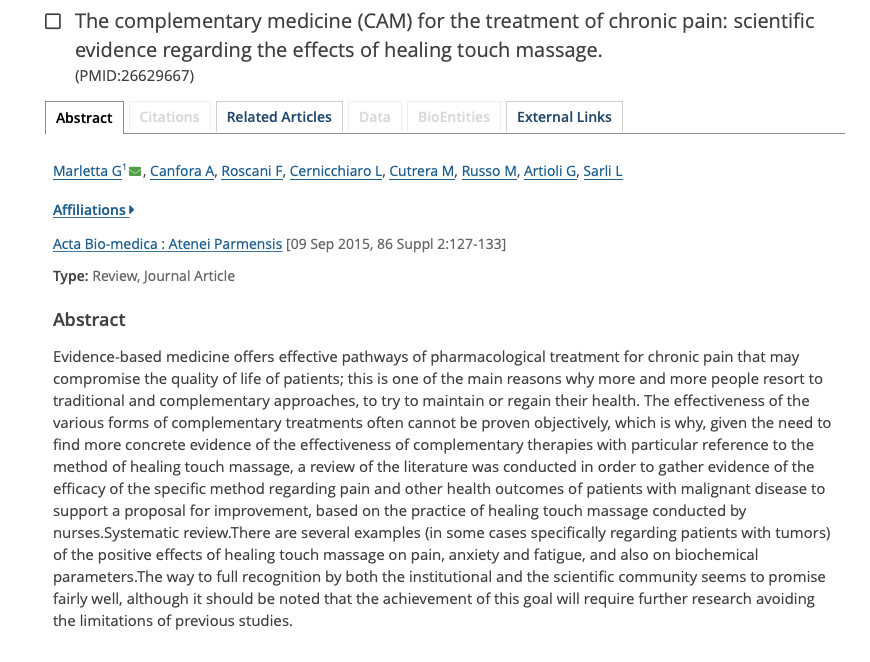 The complementary medicine (CAM) for the treatment of chronic pain: scientific
evidence regarding the effects of healing touch massage.
(PMID:26629667)
Abstract
Citations
Related Articles
Data
BioEntities
External Links
Marletta G1 , Canfora A, Roscani F, Cernicchiaro L, Cutrera M, Russo M, Artioli G, Sarli L
Affiliations
Acta Bio-medica : Atenei Parmensis [09 Sep 2015, 86 Suppl 2:127-133]
Type: Review, Journal Article
Abstract
Evidence-based medicine offers effective pathways of pharmacological treatment for chronic pain that may
compromise the quality of life of patients; this is one of the main reasons why more and more people resort to
traditional and complementary approaches, to try to maintain or regain their health. The effectiveness of the
various forms of complementary treatments often cannot be proven objectively, which is why, given the need to
find more concrete evidence of the effectiveness of complementary therapies with particular reference to the
method of healing touch massage, a review of the literature was conducted in order to gather evidence of the
efficacy of the specific method regarding pain and other health outcomes of patients with malignant disease to
support a proposal for improvement, based on the practice of healing touch massage conducted by
nurses.Systematic review.There are several examples (in some cases specifically regarding patients with tumors)
of the positive effects of healing touch massage on pain, anxiety and fatigue, and also on biochemical
parameters.The way to full recognition by both the institutional and the scientific community seems to promise
fairly well, although it should be noted that the achievement of this goal will require further research avoiding
the limitations of previous studies.